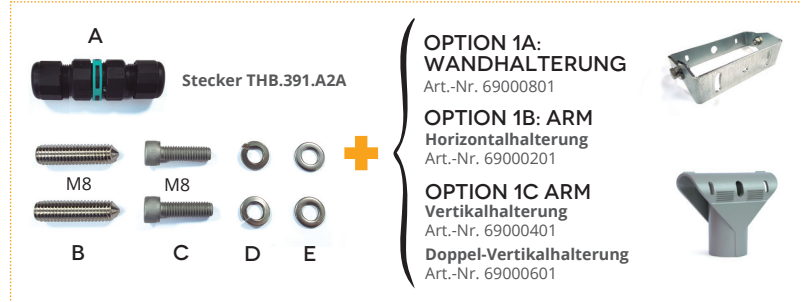 A
Stecker THB.391.A2A
M8
M8
B
C
D
E
OPTION 1A:
WANDHALTERUNG
Art.-Nr. 69000801
OPTION 1B: ARM
Horizontalhalterung
Art.-Nr. 69000201
OPTION 1C ARM
Vertikalhalterung
Art.-Nr. 69000401
Doppel-Vertikalhalterung
Art.-Nr. 69000601